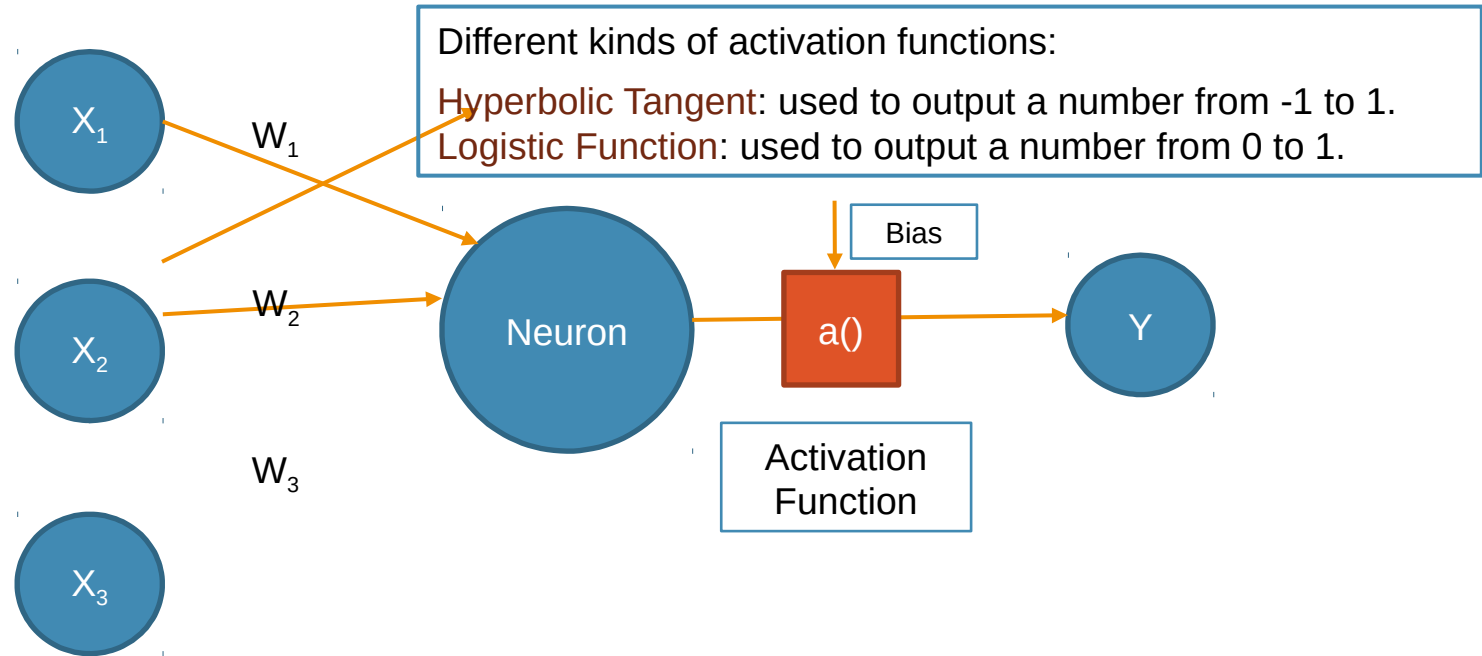 Different kinds of activation functions:
Hyperbolic Tangent: used to output a number from -1 to 1.
Logistic Function: used to output a number from 0 to 1.
X₁
W₁
Bias
X₂
W₂
Neuron
a()
Y
W₃
Activation
Function
X₃